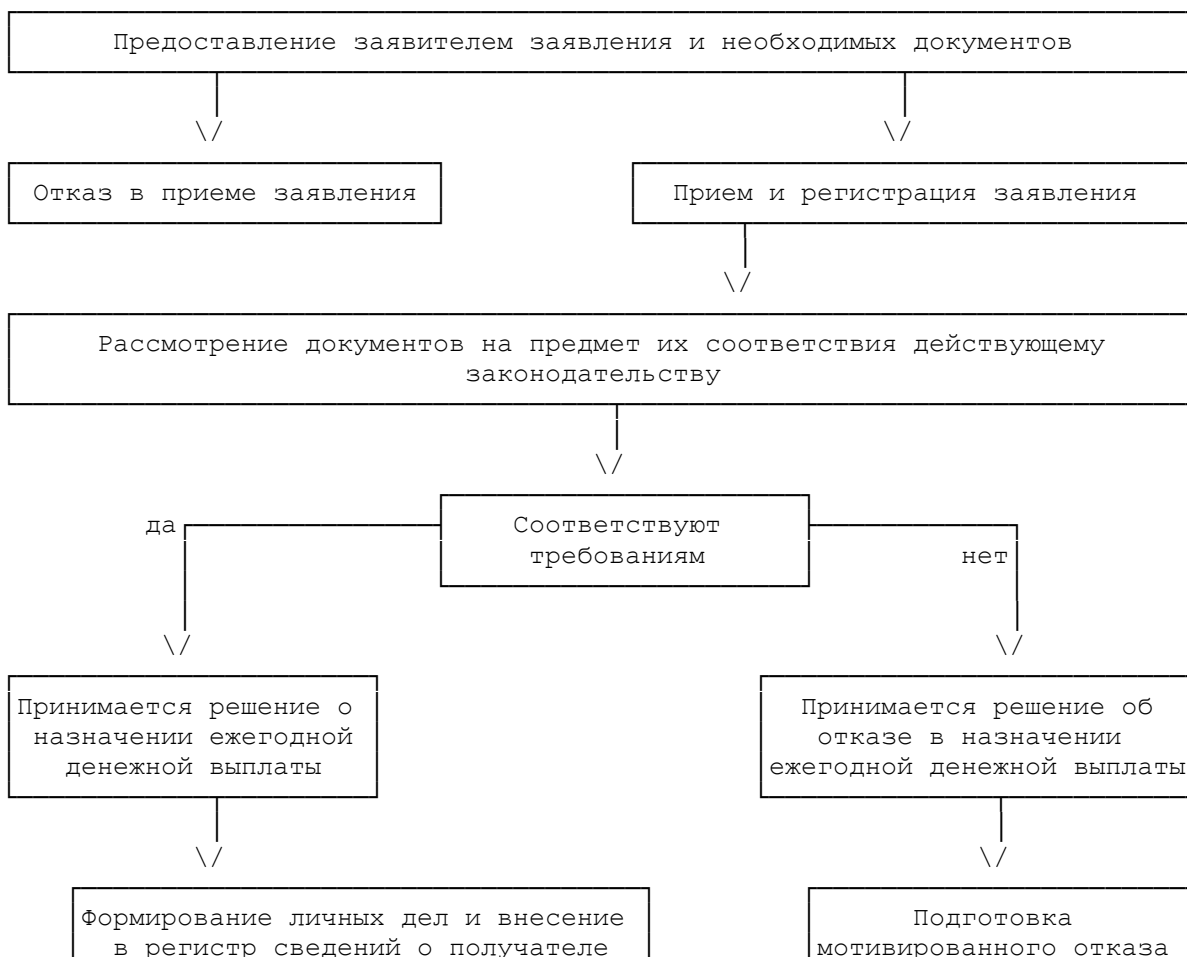 Предоставление заявителем заявления и необходимых документов
Отказ в приеме заявления
Прием и регистрация заявления
Рассмотрение документов на предмет их соответствия действующему
законодательству
Соответствуют
требованиям
да
нет
Принимается решение о
назначении ежегодной
денежной выплаты
Принимается решение об
отказе в назначении
ежегодной денежной выплаты
Формирование личных дел и внесение
в регистр сведений о получателе
Подготовка
мотивированного отказа